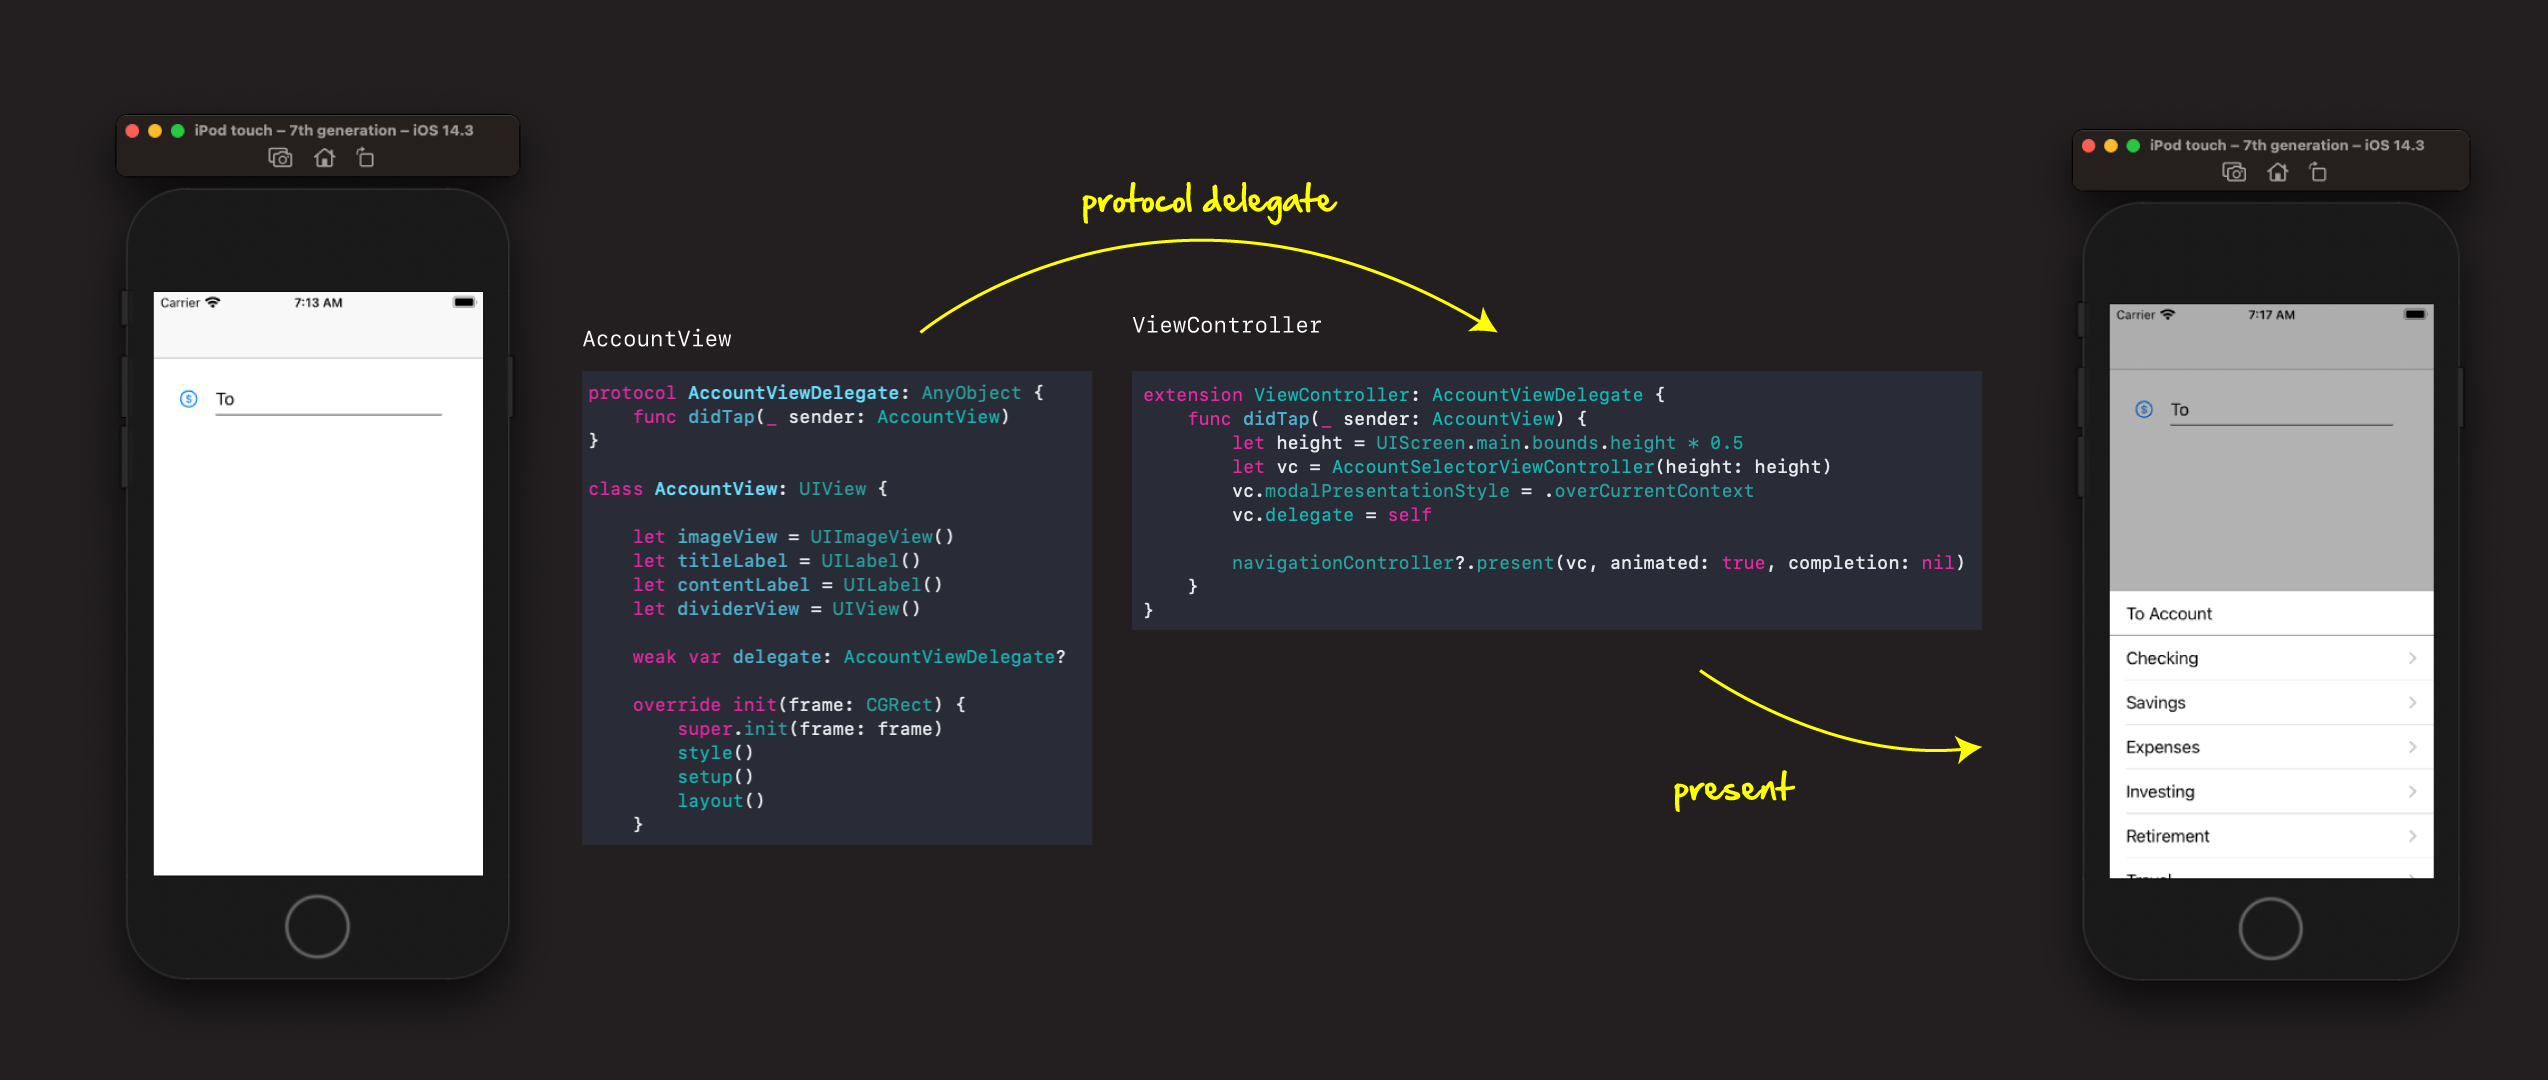 iPod touch – 7th generation – iOS 14.3
Carrier
7:13 AM
$
To
protocol delegate
AccountView
protocol AccountViewDelegate: AnyObject {
    func didTap(_ sender: AccountView)
}
class AccountView: UIView {
    let imageView = UIImageView()
    let titleLabel = UILabel()
    let contentLabel = UILabel()
    let dividerView = UIView()
    weak var delegate: AccountViewDelegate?
    override init(frame: CGRect) {
        super.init(frame: frame)
        style()
        setup()
        layout()
    }
ViewController
extension ViewController: AccountViewDelegate {
    func didTap(_ sender: AccountView) {
        let height = UIScreen.main.bounds.height * 0.5
        let vc = AccountSelectorViewController(height: height)
        vc.modalPresentationStyle = .overCurrentContext
        vc.delegate = self
        navigationController?.present(vc, animated: true, completion: nil)
    }
}
present
iPod touch – 7th generation – iOS 14.3
Carrier
7:17 AM
$
To
To Account
Checking
Savings
Expenses
Investing
Retirement
Travel